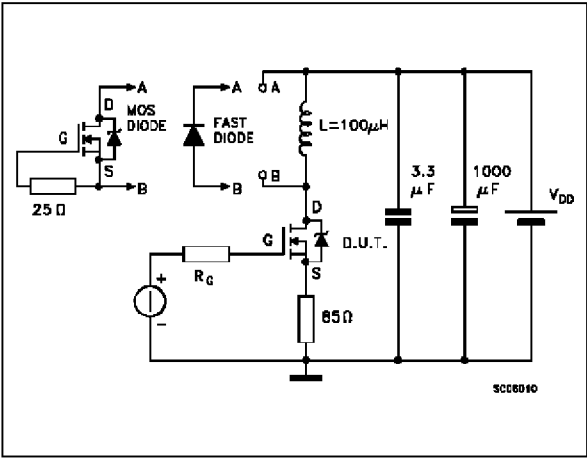 A
A
A
D
MOS
DIODE
G
FAST
DIODE
L=100μH
S
B
B
B
25 Ω
D
G
D.U.T.
S
RG
+
-
85Ω
3.3
μF
1000
μF
VDD
SC06010